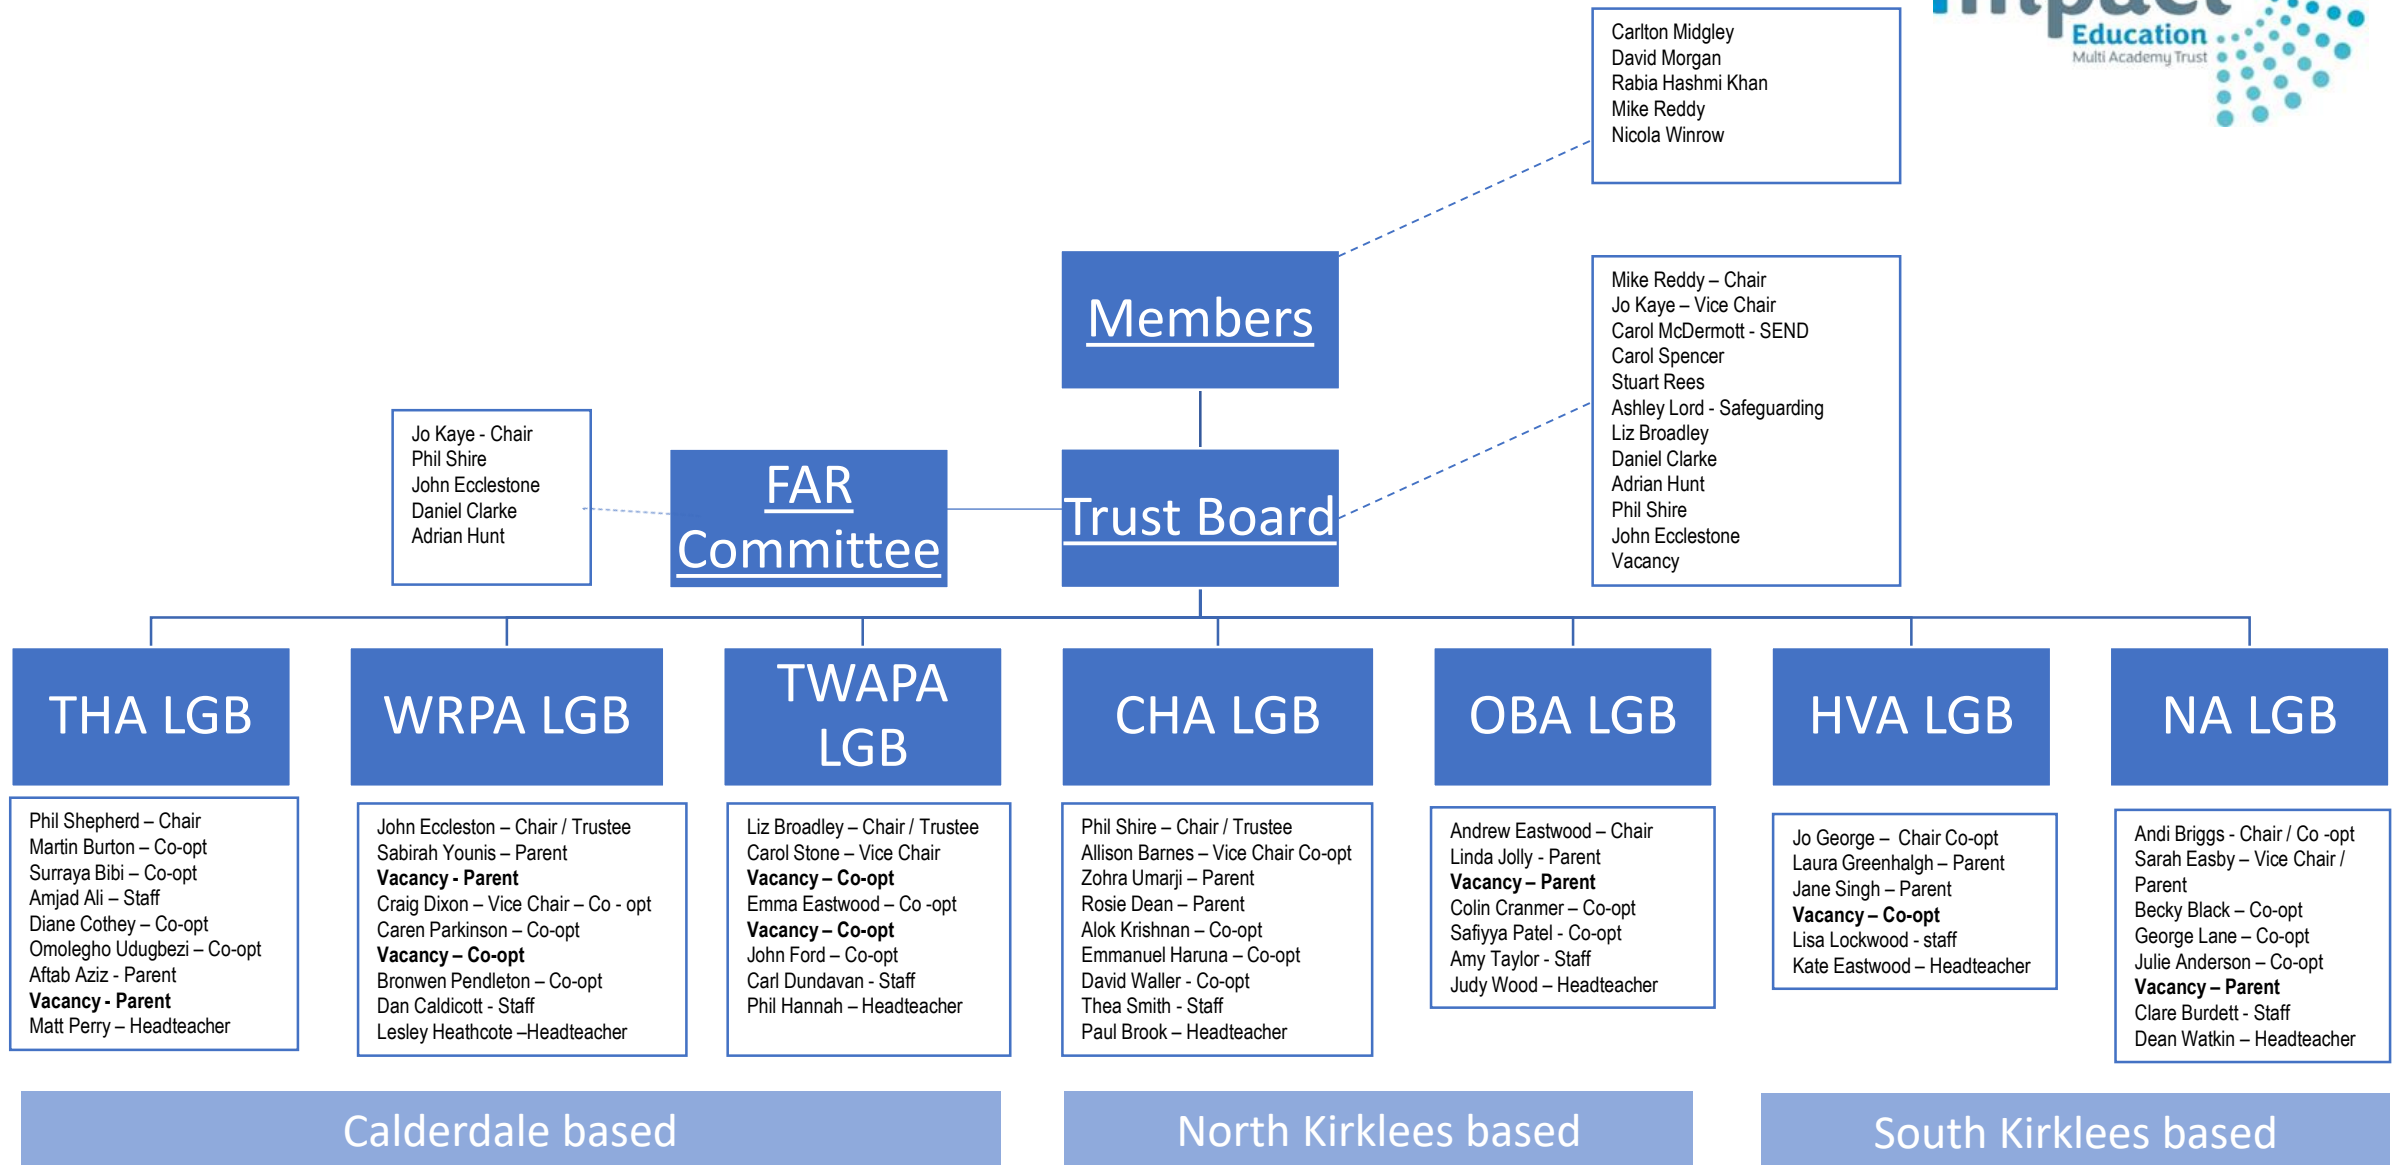 Impact
Education
Multi Academy Trust
Carlton Midgley
David Morgan
Rabia Hashmi Khan
Mike Reddy
Nicola Winrow
Members
Mike Reddy – Chair
Jo Kaye – Vice Chair
Carol McDermott - SEND
Carol Spencer
Stuart Rees
Ashley Lord - Safeguarding
Liz Broadley
Daniel Clarke
Adrian Hunt
Phil Shire
John Ecclestone
Vacancy
Jo Kaye - Chair
Phil Shire
John Ecclestone
Daniel Clarke
Adrian Hunt
FAR
Committee
Trust Board
THA LGB
Phil Shepherd – Chair
Martin Burton – Co-opt
Surraya Bibi – Co-opt
Amjad Ali – Staff
Diane Cothey – Co-opt
Omolegho Udugbezi – Co-opt
Aftab Aziz - Parent
Vacancy - Parent
Matt Perry – Headteacher
WRPA LGB
John Eccleston – Chair / Trustee
Sabirah Younis – Parent
Vacancy - Parent
Craig Dixon – Vice Chair – Co - opt
Caren Parkinson – Co-opt
Vacancy – Co-opt
Bronwen Pendleton – Co-opt
Dan Caldicott - Staff
Lesley Heathcote –Headteacher
TWAPA
LGB
Liz Broadley – Chair / Trustee
Carol Stone – Vice Chair
Vacancy – Co-opt
Emma Eastwood – Co -opt
Vacancy – Co-opt
John Ford – Co-opt
Carl Dundavan - Staff
Phil Hannah – Headteacher
CHA LGB
Phil Shire – Chair / Trustee
Allison Barnes – Vice Chair Co-opt
Zohra Umarji – Parent
Rosie Dean – Parent
Alok Krishnan – Co-opt
Emmanuel Haruna – Co-opt
David Waller - Co-opt
Thea Smith - Staff
Paul Brook – Headteacher
OBA LGB
Andrew Eastwood – Chair
Linda Jolly - Parent
Vacancy – Parent
Colin Cranmer – Co-opt
Safiyya Patel - Co-opt
Amy Taylor - Staff
Judy Wood – Headteacher
HVA LGB
Jo George – Chair Co-opt
Laura Greenhalgh – Parent
Jane Singh – Parent
Vacancy – Co-opt
Lisa Lockwood - staff
Kate Eastwood – Headteacher
NA LGB
Andi Briggs - Chair / Co -opt
Sarah Easby – Vice Chair /
Parent
Becky Black – Co-opt
George Lane – Co-opt
Julie Anderson – Co-opt
Vacancy – Parent
Clare Burdett - Staff
Dean Watkin – Headteacher
Calderdale based
North Kirklees based
South Kirklees based